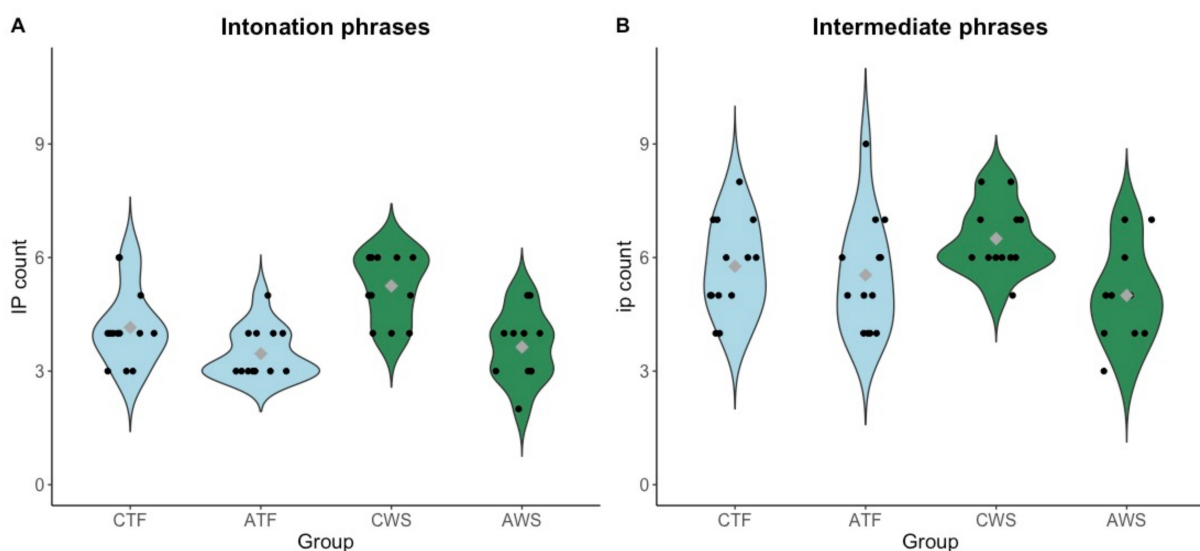 A
Intonation phrases
IP count
9
6
3
0
CTF
ATF
CWS
AWS
Group
B
Intermediate phrases
ip count
9
6
3
0
CTF
ATF
CWS
AWS
Group